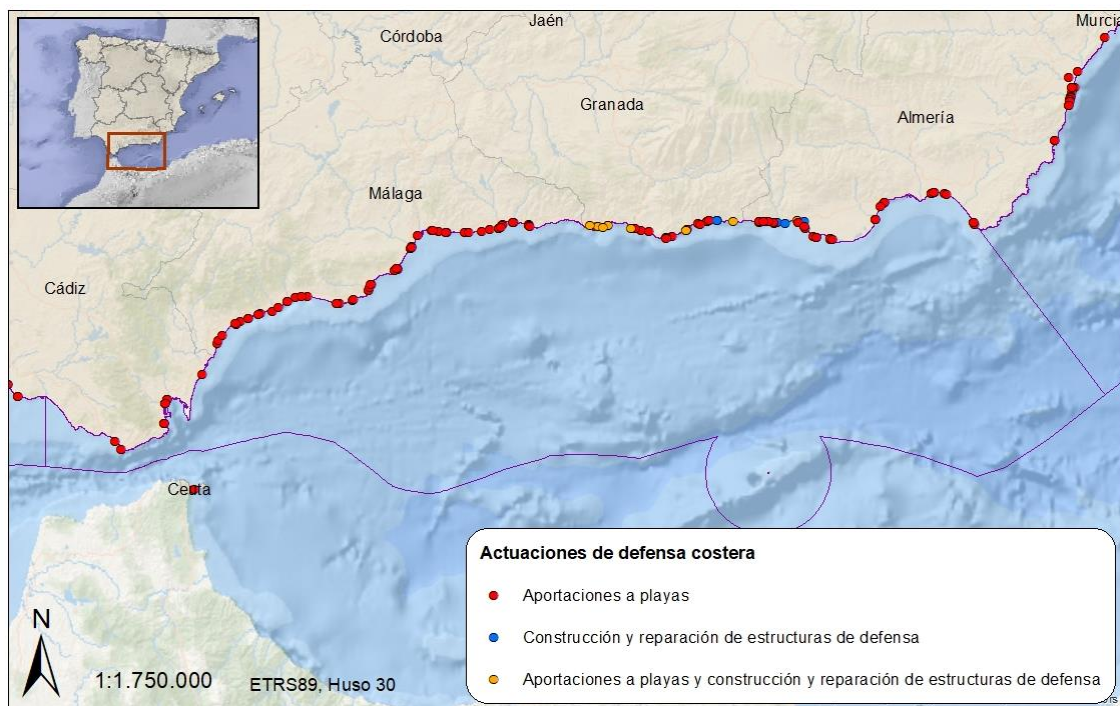 Jaén
Córdoba
Granada
Almería
Málaga
Cádiz
Ceuta
Actuaciones de defensa costera
Aportaciones a playas
Construcción y reparación de estructuras de defensa
Aportaciones a playas y construcción y reparación de estructuras de defensa
N
1:1.750.000
ETRS89, Huso 30